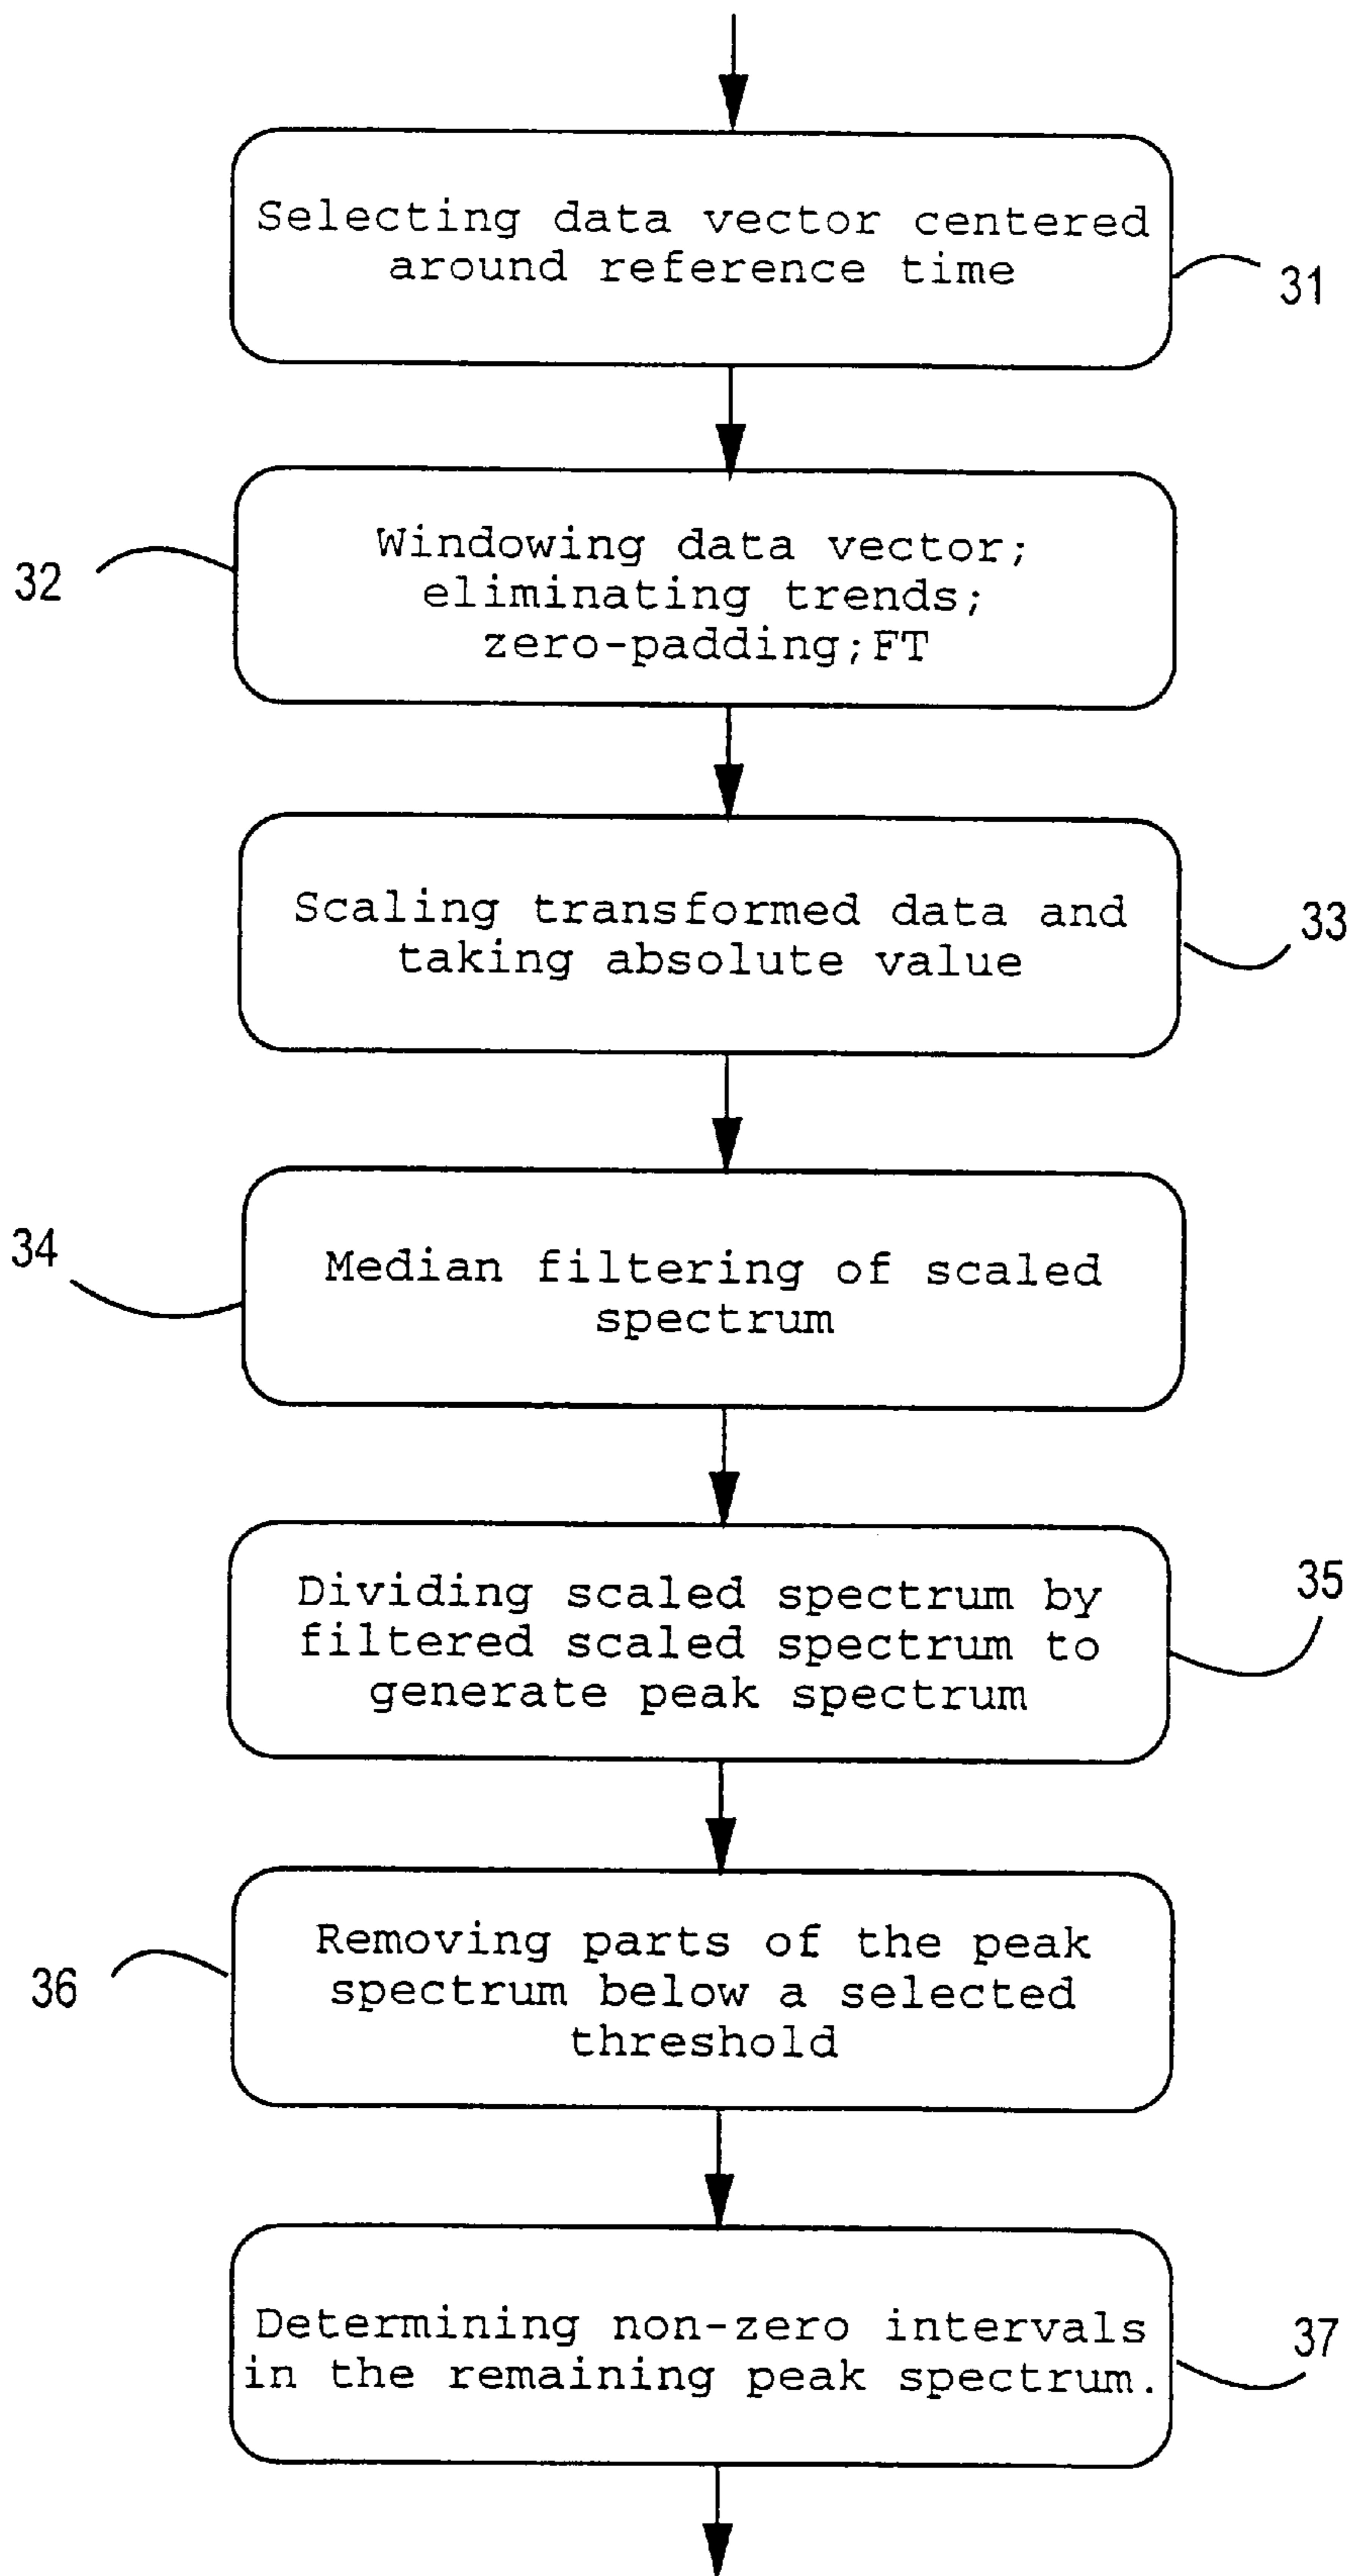 Selecting data vector centered
around reference time
31
Windowing data vector;
eliminating trends;
zero-padding;FT
32
Scaling transformed data and
taking absolute value
33
Median filtering of scaled
spectrum
34
Dividing scaled spectrum by
filtered scaled spectrum to
generate peak spectrum
35
Removing parts of the peak
spectrum below a selected
threshold
36
Determining non-zero intervals
in the remaining peak spectrum.
37